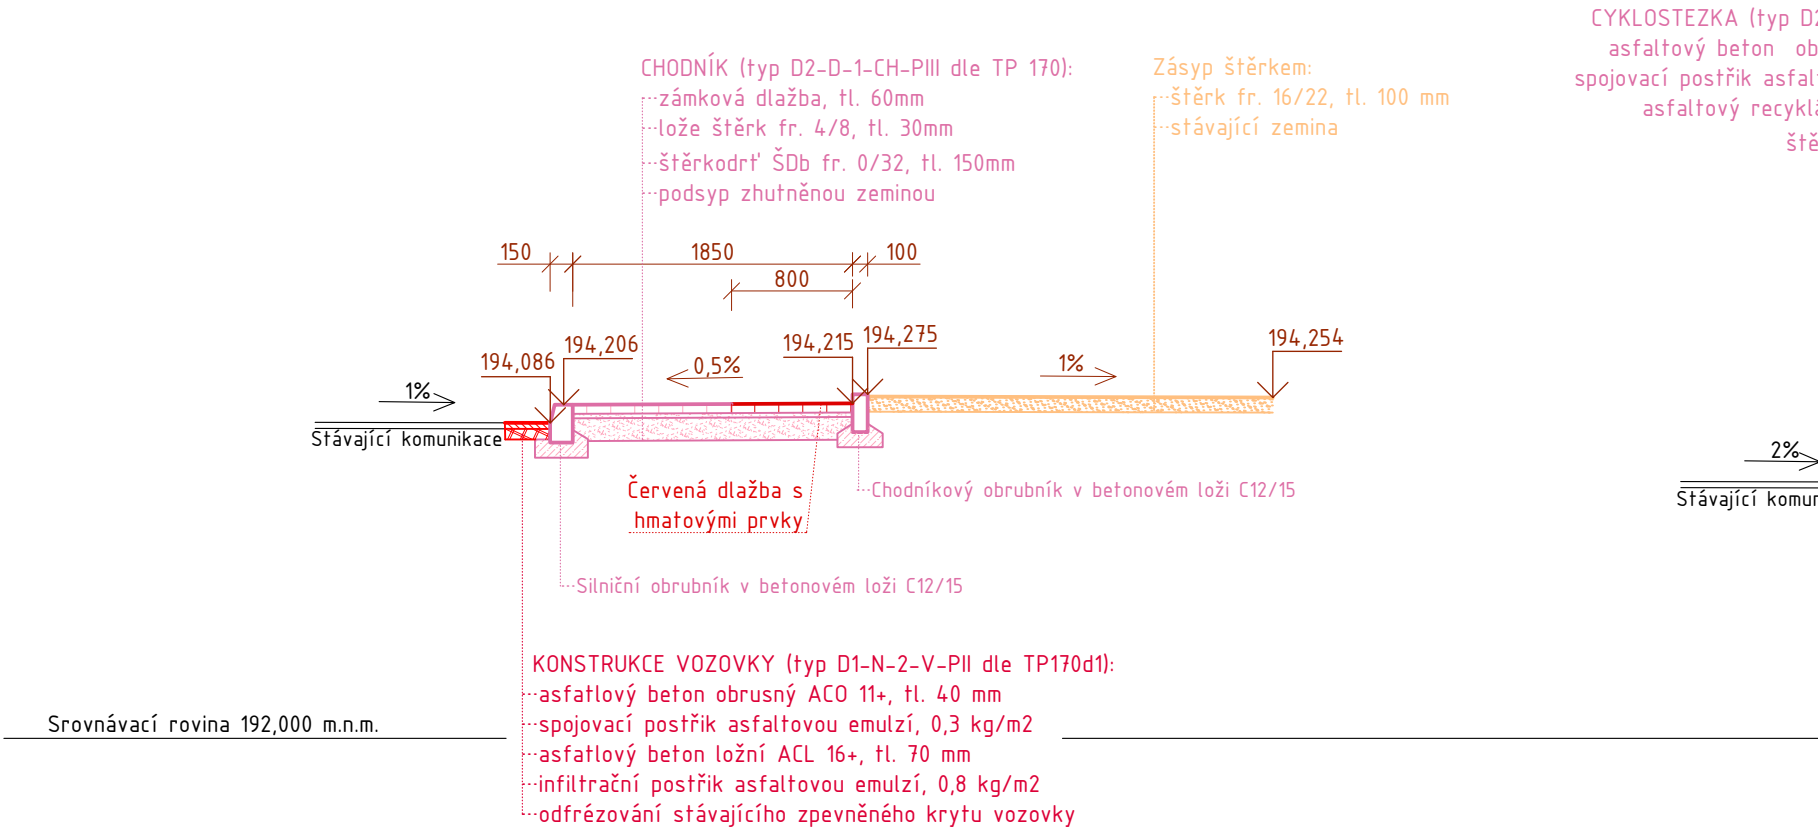 CHODNÍK (typ D2-D-1-CH-PIII dle TP 170):
zámková dlažba, tl. 60mm
lože štěrk fr. 4/8, tl. 30mm
štěrkodrť ŠDb fr. 0/32, tl. 150mm
podsyp zhutněnou zeminou
Zásyp štěrkem:
štěrk fr. 16/22, tl. 100 mm
stávající zemina
CYKLOSTEZKA (typ D2
asfaltový beton ob
spojovací postřik asfal
asfaltový recyklá
ště
150
1850
100
800
194,086
194,206
194,215
194,275
194,254
1%
0,5%
1%
Stávající komunikace
Červená dlažba s
hmatovými prvky
Chodníkový obrubník v betonovém loži C12/15
Silniční obrubník v betonovém loži C12/15
2%
Stávající komun
KONSTRUKCE VOZOVKY (typ D1-N-2-V-PII dle TP170d1):
asfatlový beton obrusný ACO 11+, tl. 40 mm
spojovací postřik asfaltovou emulzí, 0,3 kg/m2
asfatlový beton ložní ACL 16+, tl. 70 mm
infiltrační postřik asfaltovou emulzí, 0,8 kg/m2
odfrézování stávajícího zpevněného krytu vozovky
Srovnávací rovina 192,000 m.n.m.